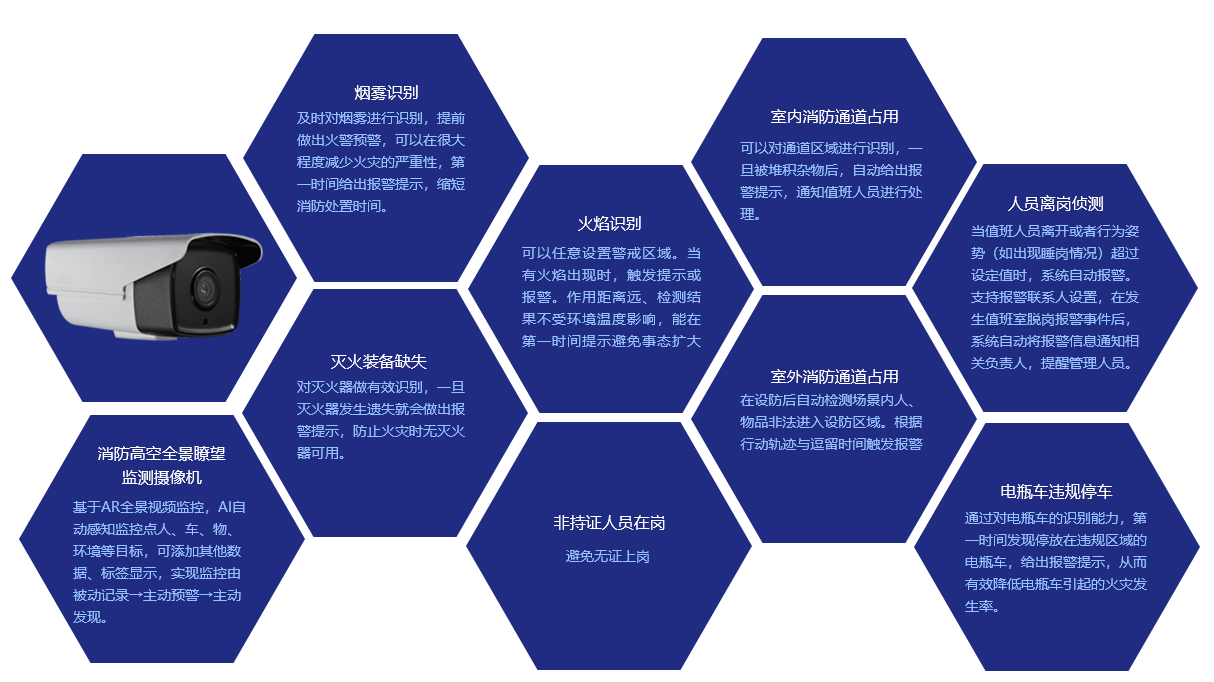 烟雾识别
及时对烟雾进行识别，提前
做出火警预警，可以在很大
程度减少火灾的严重性，第
一时间给出报警提示，缩短
消防处置时间。
室内消防通道占用
可以对通道区域进行识别，一
旦被堆积杂物后，自动给出报
警提示，通知值班人员进行处
理。
火焰识别
可以任意设置警戒区域。当
有火焰出现时，触发提示或
报警。作用距离远、检测结
果不受环境温度影响，能在
第一时间提示避免事态扩大
人员离岗侦测
当值班人员离开或者行为姿
势（如出现睡岗情况）超过
设定值时，系统自动报警。
支持报警联系人设置，在发
生值班室脱岗报警事件后，
系统自动将报警信息通知相
关负责人，提醒管理人员。
灭火装备缺失
对灭火器做有效识别，一旦
灭火器发生遗失就会做出报
警提示，防止火灾时无灭火
器可用。
室外消防通道占用
在设防后自动检测场景内人、
物品非法进入设防区域。根据
行动轨迹与逗留时间触发报警
消防高空全景瞭望
监测摄像机
基于AR全景视频监控，AI自
动感知监控点人、车、物、
环境等目标，可添加其他数
据、标签显示，实现监控由
被动记录→主动预警→主动
发现。
非持证人员在岗
避免无证上岗
电瓶车违规停车
通过对电瓶车的识别能力，第
一时间发现停放在违规区域的
电瓶车，给出报警提示，从而
有效降低电瓶车引起的火灾发
生率。